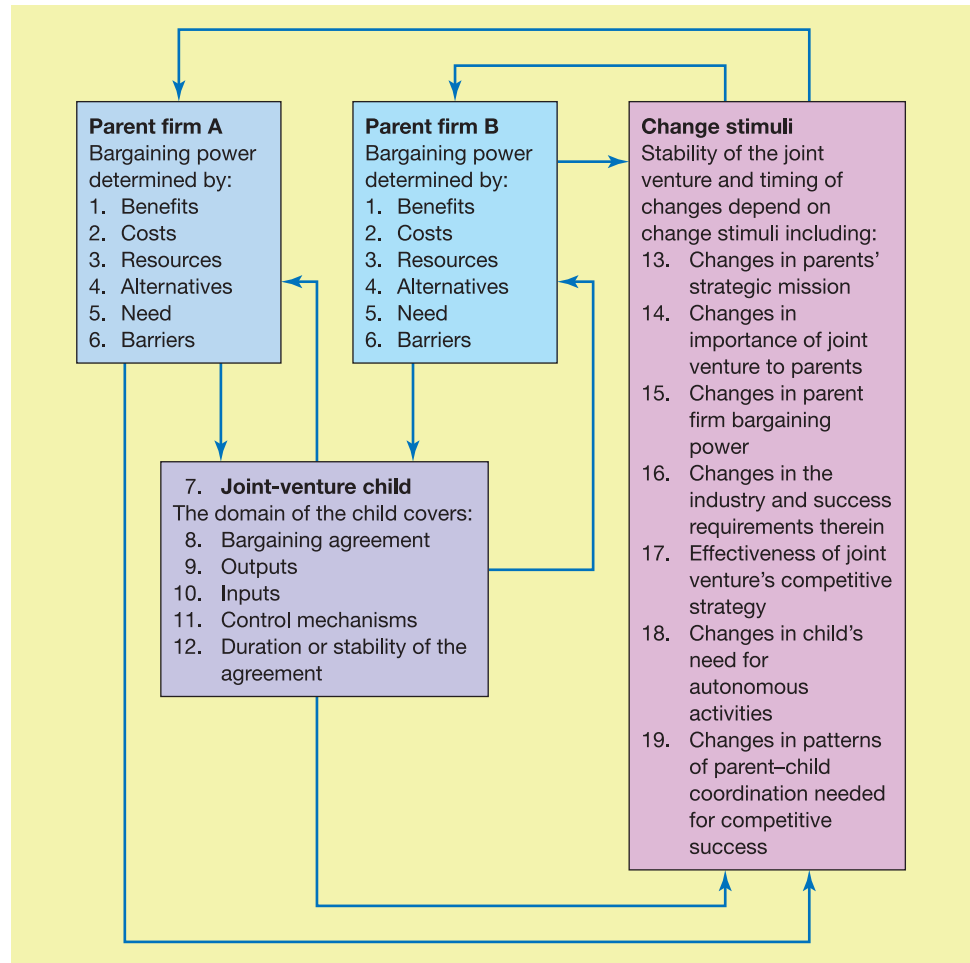 Parent firm A
Bargaining power
determined by:
1. Benefits
2. Costs
3. Resources
4. Alternatives
5. Need
6. Barriers
Parent firm B
Bargaining power
determined by:
1. Benefits
2. Costs
3. Resources
4. Alternatives
5. Need
6. Barriers
Change stimuli
Stability of the joint
venture and timing of
changes depend on
change stimuli including:
13. Changes in parents’
strategic mission
14. Changes in
importance of joint
venture to parents
15. Changes in parent
firm bargaining
power
16. Changes in the
industry and success
requirements therein
17. Effectiveness of joint
venture’s competitive
strategy
18. Changes in child’s
need for
autonomous
activities
19. Changes in patterns
of parent–child
coordination needed
for competitive
success
7. Joint-venture child
The domain of the child covers:
8. Bargaining agreement
9. Outputs
10. Inputs
11. Control mechanisms
12. Duration or stability of the
agreement